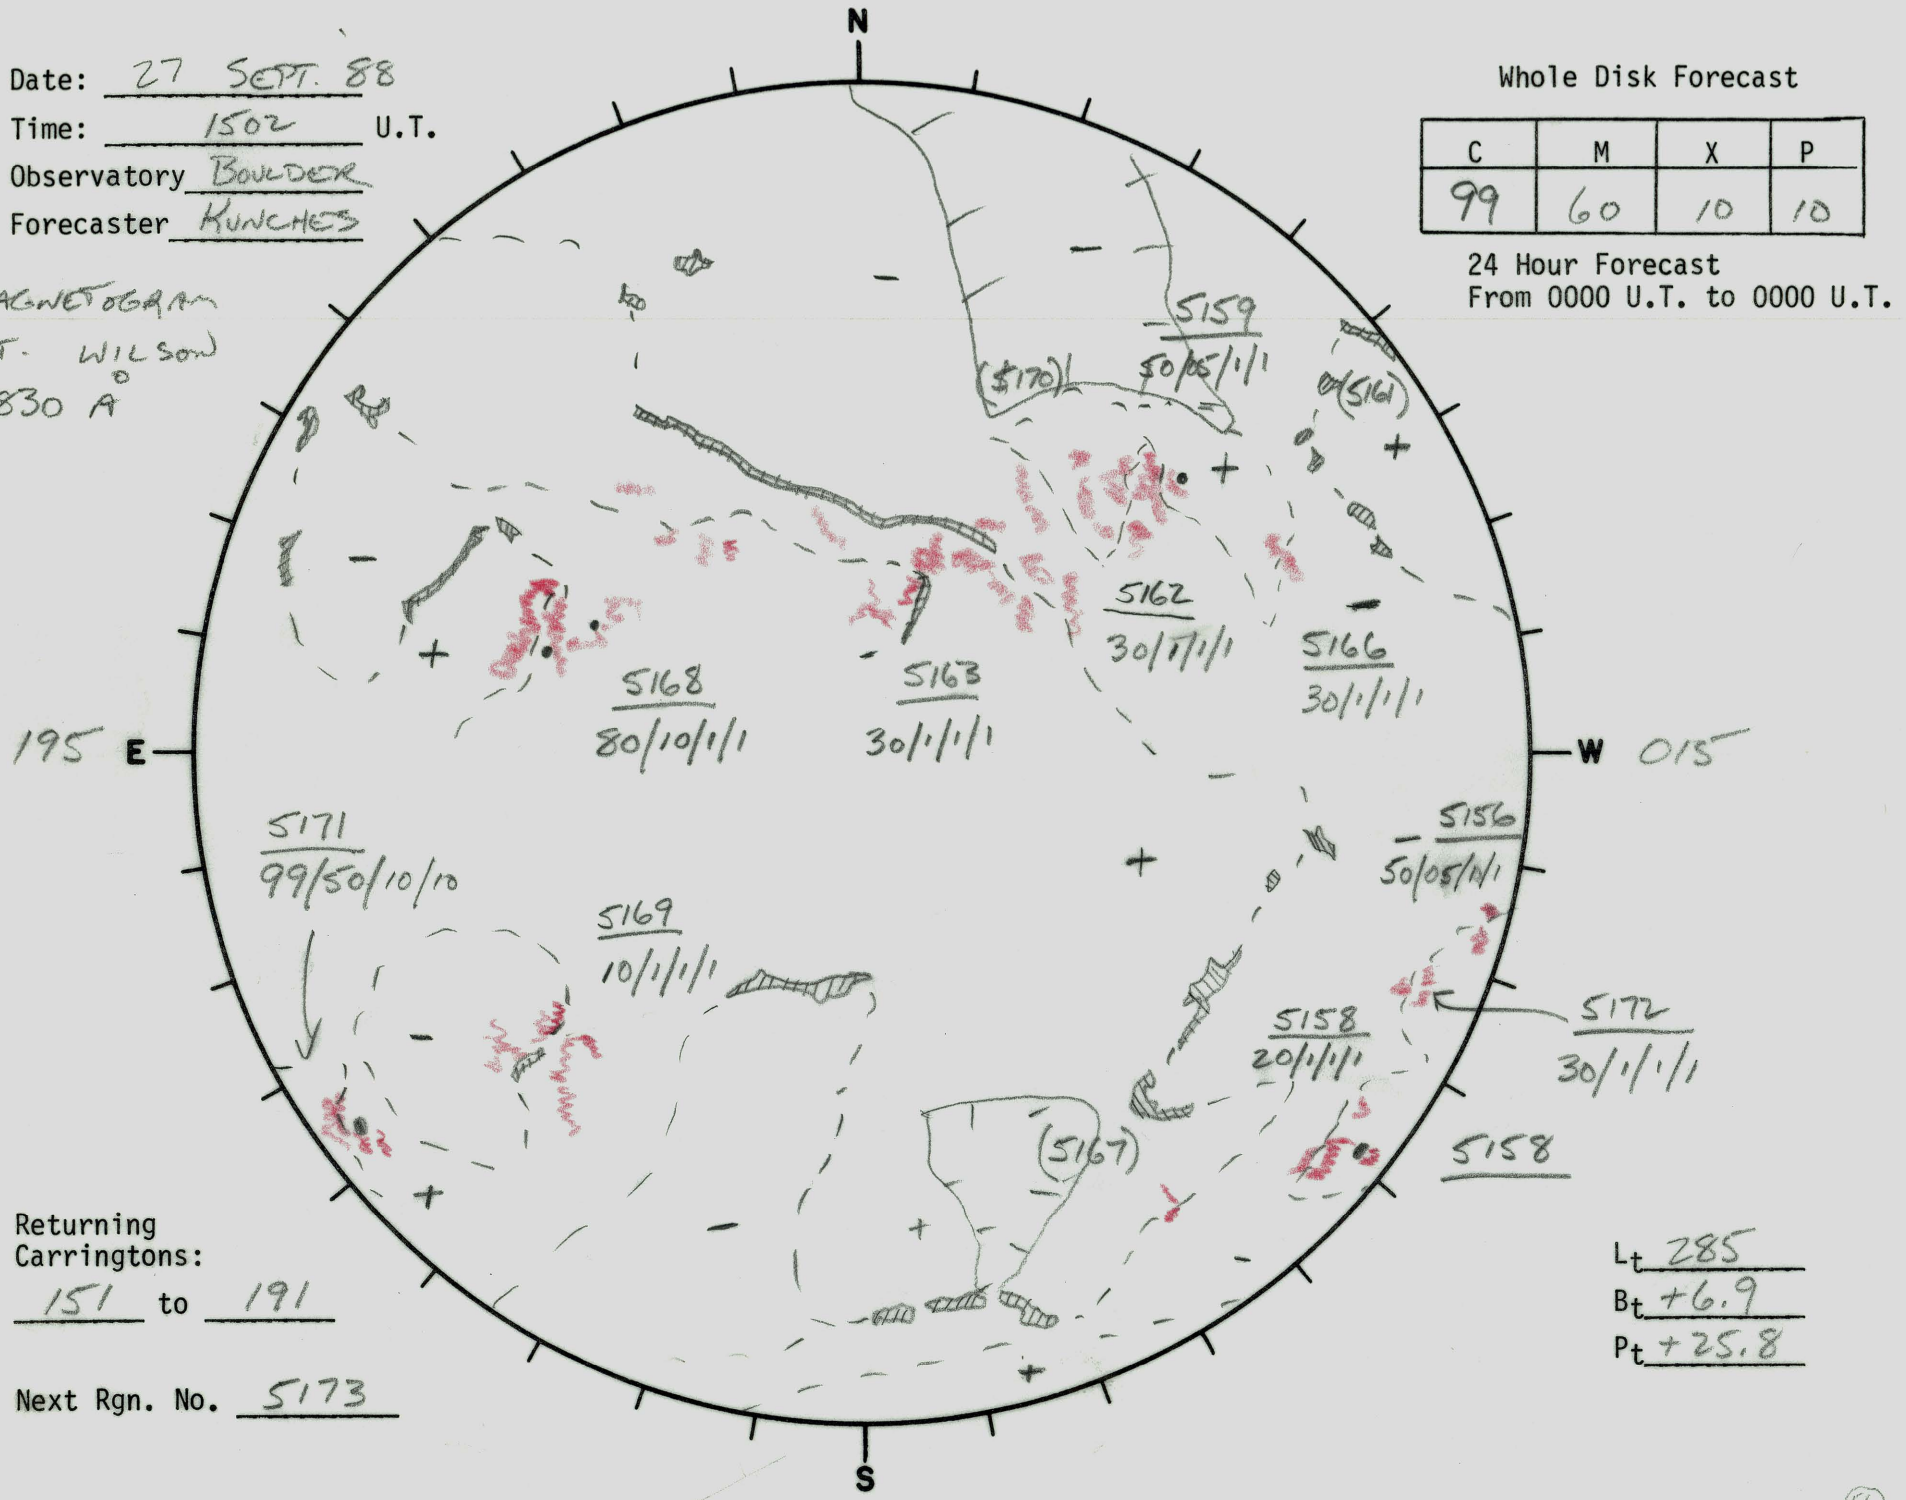 N
Date: 27 SEPT. 88
Time: 1502 U.T.
Observatory BOULDER
Forecaster KUNCHES
AGNETOGRAM
T. WILSON
830 Å
Whole Disk Forecast
C M X P
99 60 10 10
24 Hour Forecast
From 0000 U.T. to 0000 U.T.
5159
50/05/1/1
(5170)
(5161)
5162
30/1/1/1
5166
30/1/1/1
5168
80/10/1/1
5163
30/1/1/1
195 E
W 015
5171
99/50/10/10
5156
50/05/1/1
5169
10/1/1/1
5158
20/1/1/1
5172
30/1/1/1
(5167)
5158
Returning
Carringtons:
151 to 191
Next Rgn. No. 5173
Lt 285
Bt +6.9
Pt +25.8
S